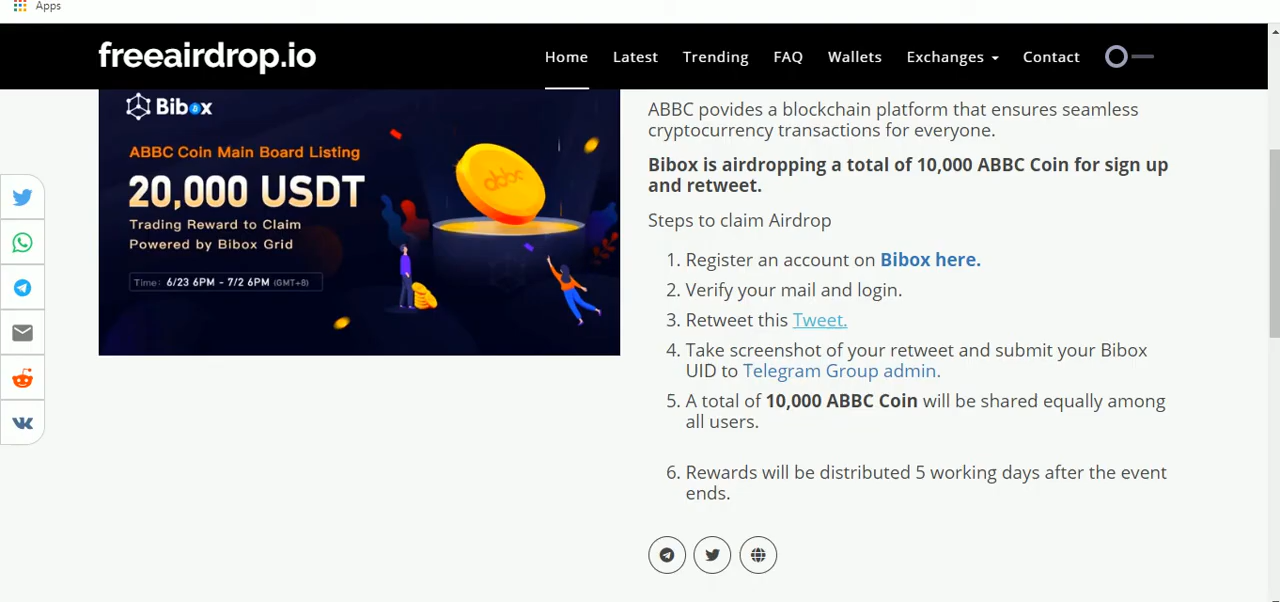 Apps
freeairdrop.io
Home Latest Trending FAQ Wallets Exchanges Contact
Bibox
ABBC Coin Main Board Listing
20,000 USDT
Trading Reward to Claim
Powered by Bibox Grid
Time: 6/23 6PM - 7/2 6PM (GMT+8)
abbc
ABBC povides a blockchain platform that ensures seamless
cryptocurrency transactions for everyone.
Bibox is airdropping a total of 10,000 ABBC Coin for sign up
and retweet.
Steps to claim Airdrop
1. Register an account on Bibox here.
2. Verify your mail and login.
3. Retweet this Tweet.
4. Take screenshot of your retweet and submit your Bibox
UID to Telegram Group admin.
5. A total of 10,000 ABBC Coin will be shared equally among
all users.
6. Rewards will be distributed 5 working days after the event
ends.